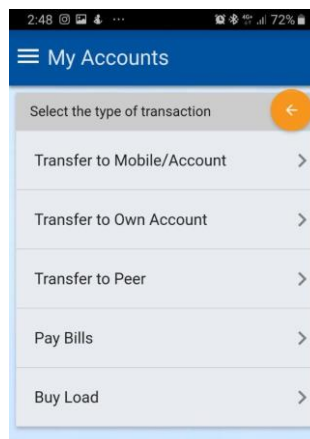 2:48 72%
My Accounts
Select the type of transaction
Transfer to Mobile/Account
Transfer to Own Account
Transfer to Peer
Pay Bills
Buy Load